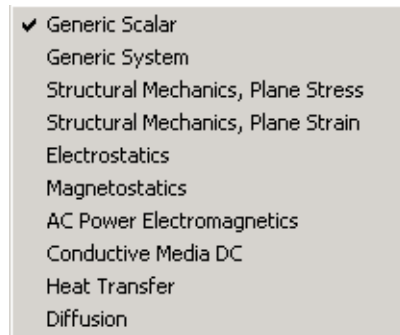 Generic Scalar
Generic System
Structural Mechanics, Plane Stress
Structural Mechanics, Plane Strain
Electrostatics
Magnetostatics
AC Power Electromagnetics
Conductive Media DC
Heat Transfer
Diffusion